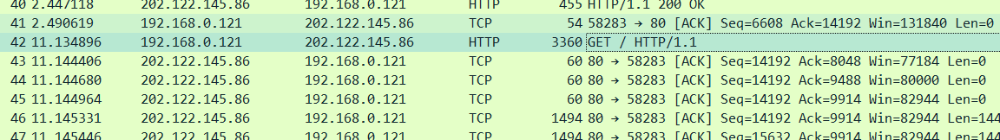 40 2.447118 202.122.145.86 192.168.0.121 HTTP 455 HTTP/1.1 200 OK
41 2.490619 192.168.0.121 202.122.145.86 TCP 54 58283 → 80 [ACK] Seq=6608 Ack=14192 Win=131840 Len=0
42 11.134896 192.168.0.121 202.122.145.86 HTTP 3360 GET / HTTP/1.1
43 11.144406 202.122.145.86 192.168.0.121 TCP 60 80 → 58283 [ACK] Seq=14192 Ack=8048 Win=77184 Len=0
44 11.144680 202.122.145.86 192.168.0.121 TCP 60 80 → 58283 [ACK] Seq=14192 Ack=9488 Win=80000 Len=0
45 11.144964 202.122.145.86 192.168.0.121 TCP 60 80 → 58283 [ACK] Seq=14192 Ack=9914 Win=82944 Len=0
46 11.145331 202.122.145.86 192.168.0.121 TCP 1494 80 → 58283 [ACK] Seq=14192 Ack=9914 Win=82944 Len=144
47 11.145446 202.122.145.86 192.168.0.121 TCP 1494 80 → 58283 [ACK] Seq=15632 Ack=9914 Win=82944 Len=144